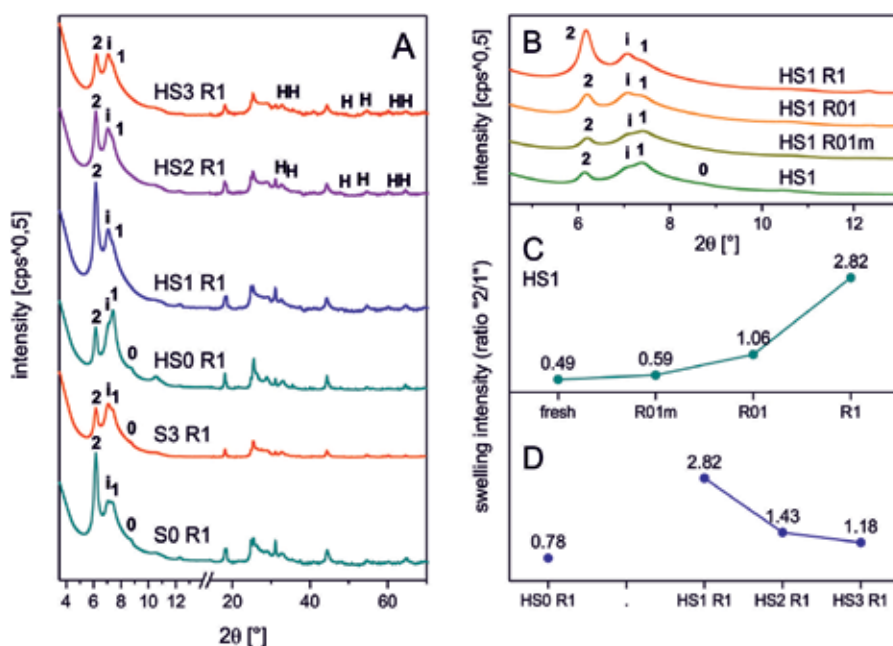 A
intensity [cps^0,5]
2 i 1
HS3 R1
HH
H H HH
2 i 1
HS2 R1
H H
H H HH
2
i 1
HS1 R1
2 i 1
0
HS0 R1
2 i 1
0
S3 R1
2
i 1
0
S0 R1
4 6 8 10 12 20 40 60
2θ [°]
B
intensity [cps^0,5]
2 i 1
HS1 R1
2 i 1
HS1 R01
2 i 1
HS1 R01m
2 i 1 0
HS1
6 8 10 12
2θ [°]
swelling intensity (ratio "2/1")
C
HS1
0.49 0.59 1.06 2.82
fresh R01m R01 R1
D
0.78 2.82 1.43 1.18
HS0 R1 . HS1 R1 HS2 R1 HS3 R1